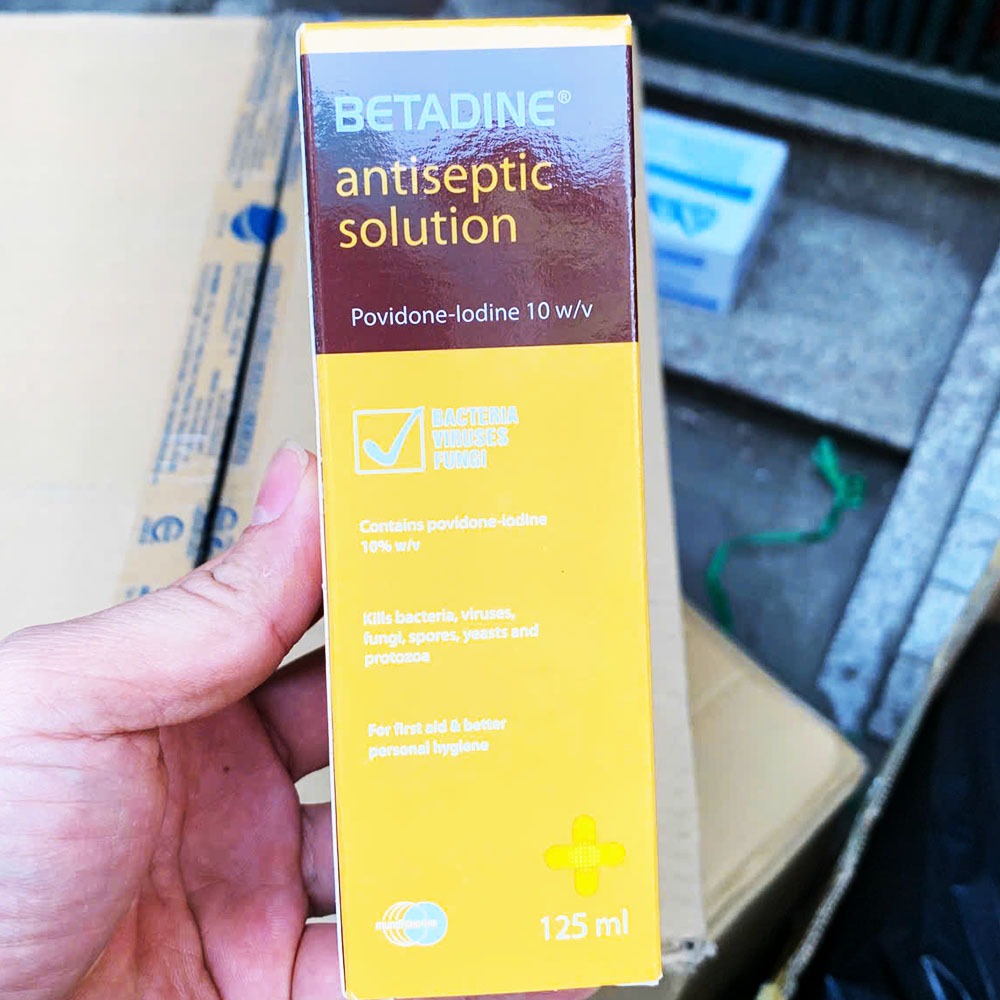 BETADINE®
antiseptic
solution
Povidone-Iodine 10 w/v
BACTERIA
VIRUSES
FUNGI
Contains povidone-iodine
10% w/v
Kills bacteria, viruses,
fungi, spores, yeasts and
protozoa
For first aid & better
personal hygiene
mundipharma
125 ml